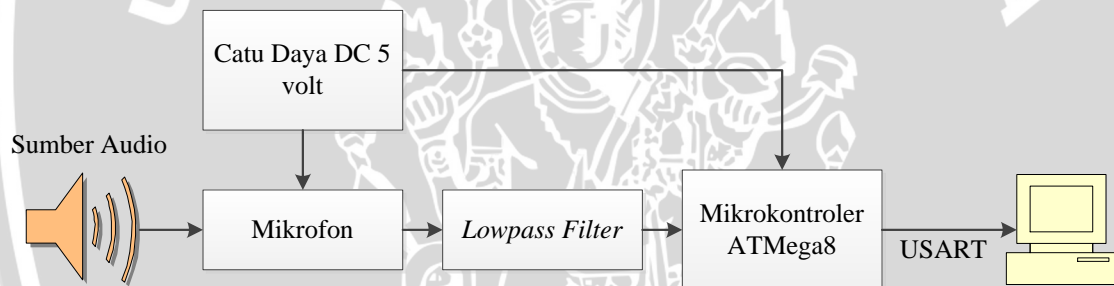 Catu Daya DC 5
volt
Sumber Audio
Mikrofon
Lowpass Filter
Mikrokontroler
ATMega8
USART